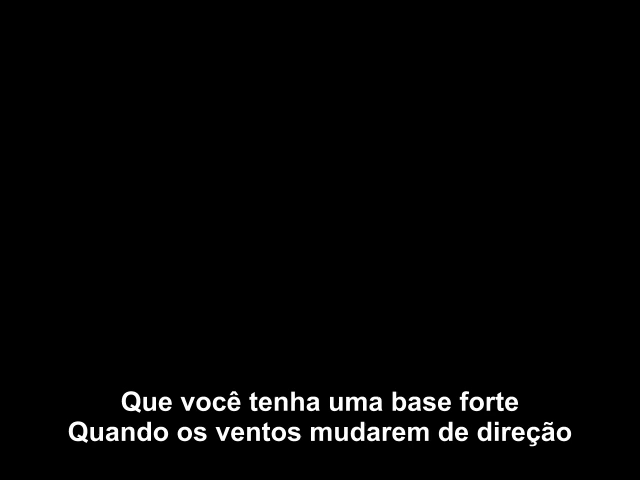 Que você tenha uma base forte
Quando os ventos mudarem de direção